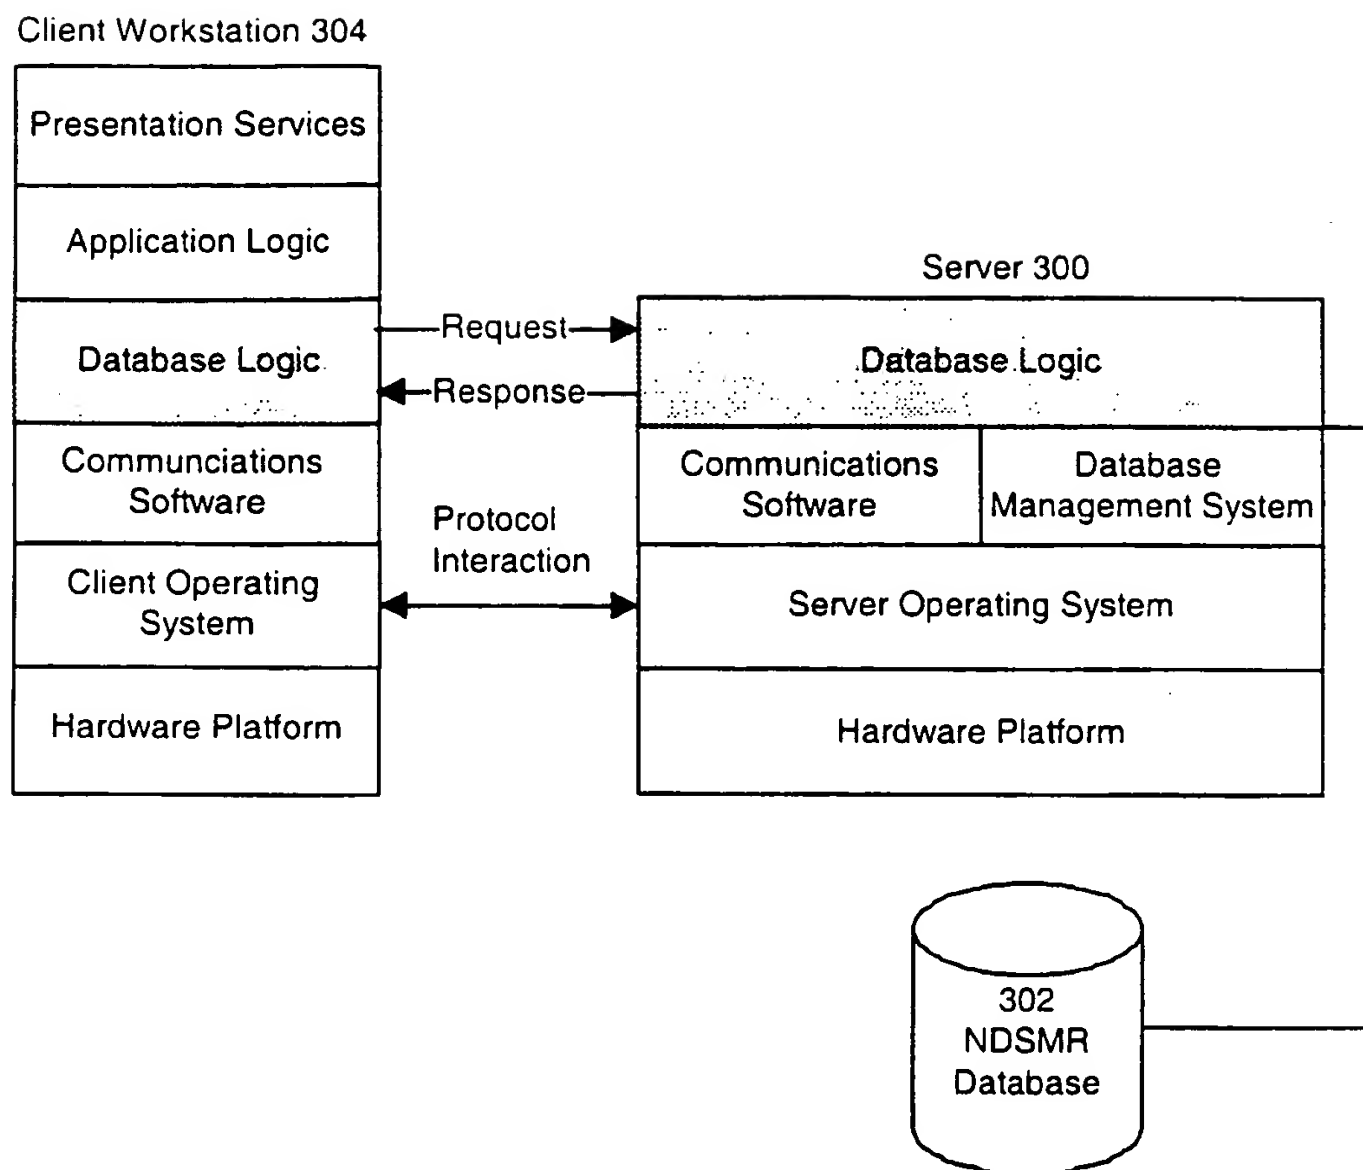 Client Workstation 304
Presentation Services
Application Logic
Database Logic
Communciations
Software
Client Operating
System
Hardware Platform
Request
Response
Protocol
Interaction
Server 300
Database Logic
Communications
Software
Database
Management System
Server Operating System
Hardware Platform
302
NDSMR
Database